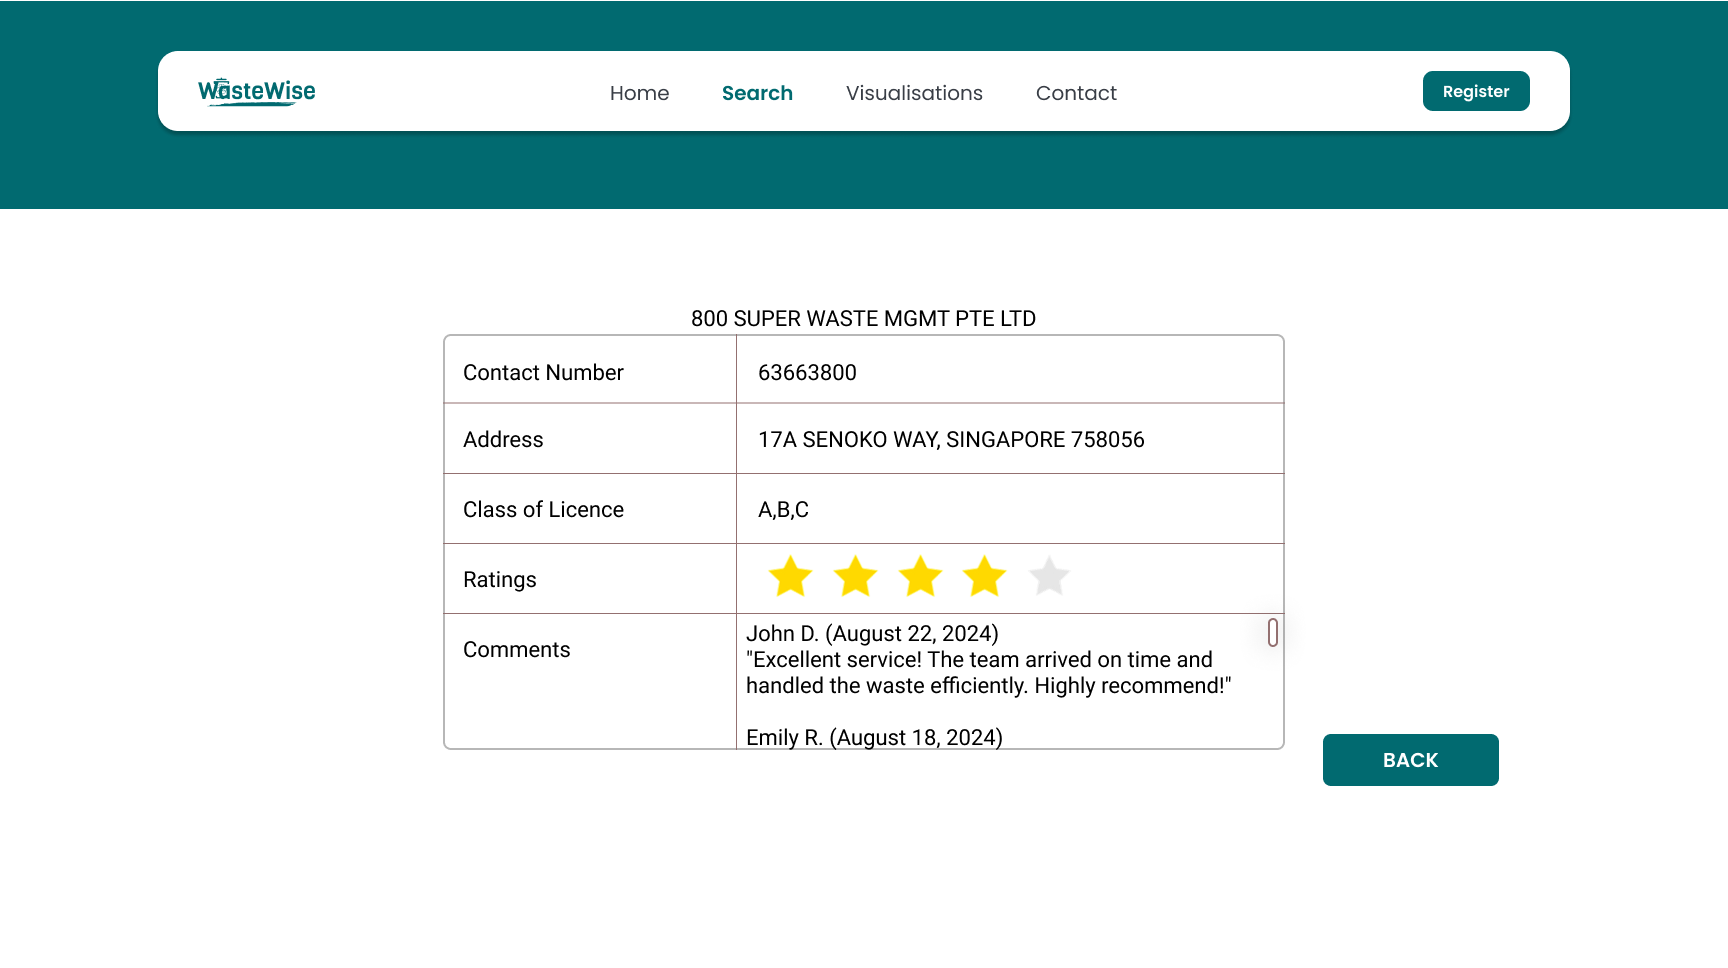 WasteWise
Home
Search
Visualisations
Contact
Register
800 SUPER WASTE MGMT PTE LTD
Contact Number
63663800
Address
17A SENOKO WAY, SINGAPORE 758056
Class of Licence
A,B,C
Ratings
Comments
John D. (August 22, 2024)
"Excellent service! The team arrived on time and
handled the waste efficiently. Highly recommend!"
Emily R. (August 18, 2024)
BACK